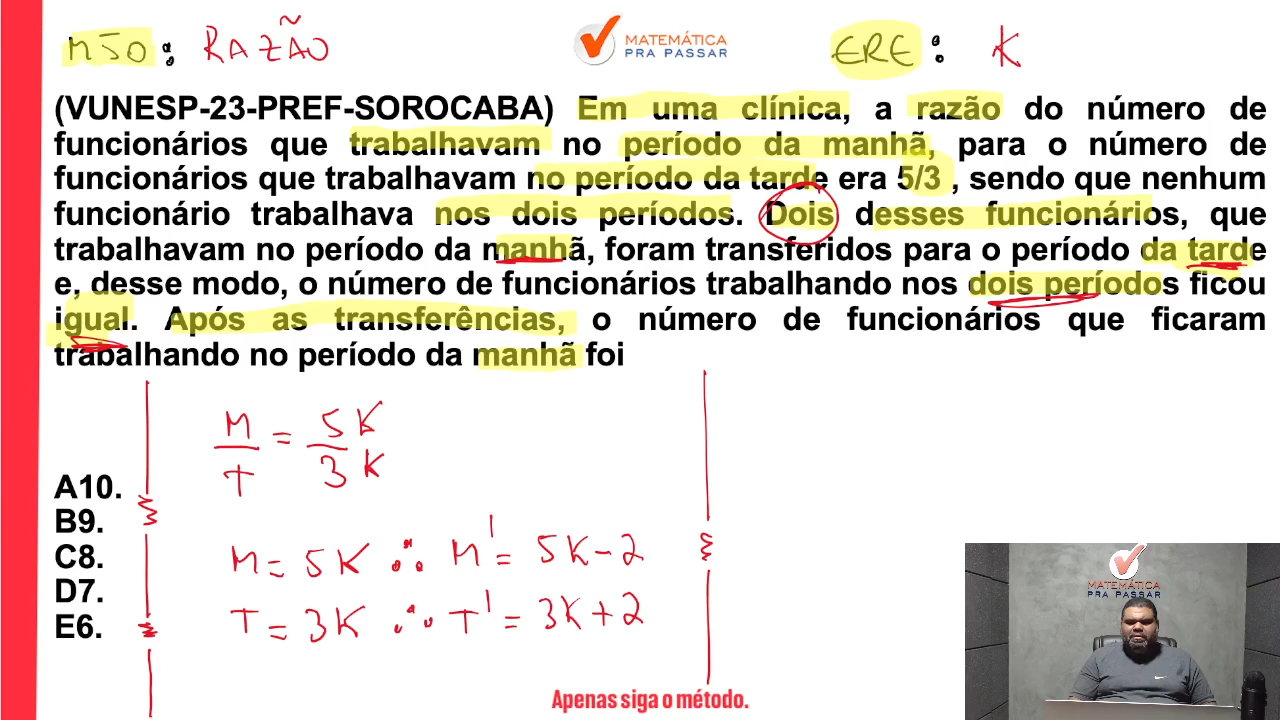 MÃO: RAZÃO
MATEMÁTICA
PRA PASSAR
ERE: K
(VUNESP-23-PREF-SOROCABA) Em uma clínica, a razão do número de
funcionários que trabalhavam no período da manhã, para o número de
funcionários que trabalhavam no período da tarde era 5/3 , sendo que nenhum
funcionário trabalhava nos dois períodos. Dois desses funcionários, que
trabalhavam no período da manhã, foram transferidos para o período da tarde
e, desse modo, o número de funcionários trabalhando nos dois períodos ficou
igual. Após as transferências, o número de funcionários que ficaram
trabalhando no período da manhã foi
M/T = 5K/3K
A10.
B9.
C8.
D7.
E6.
M = 5K ∴ M' = 5K - 2
T = 3K ∴ T' = 3K + 2
MATEMÁTICA
PRA PASSAR
Apenas siga o método.